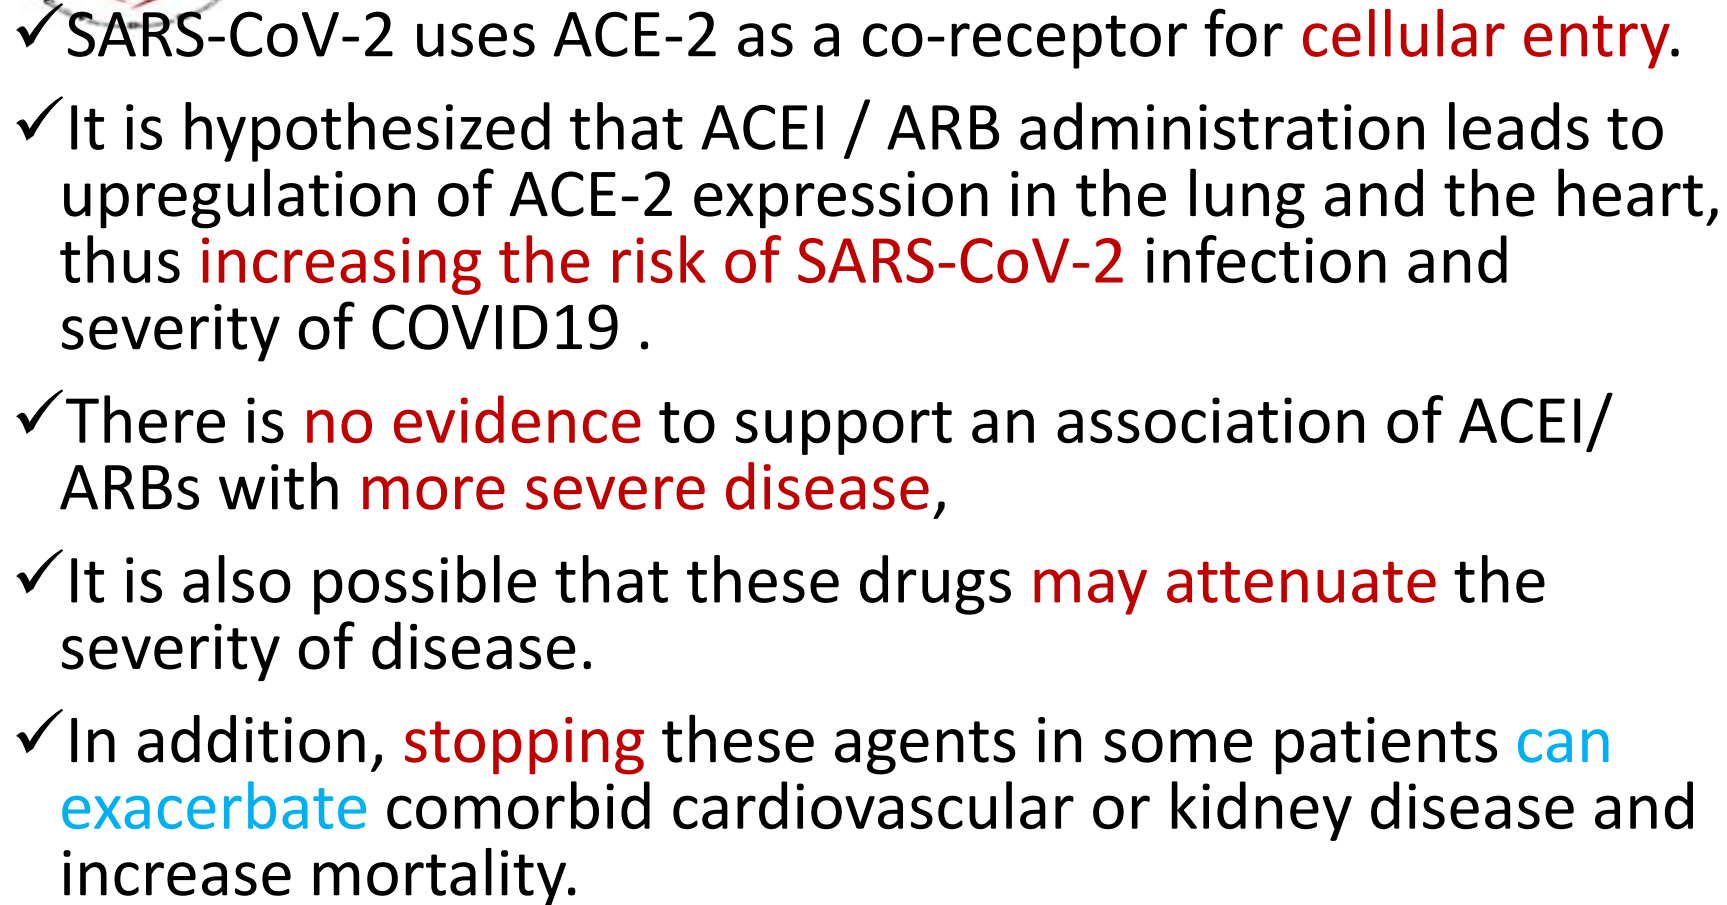 ✓SARS-CoV-2 uses ACE-2 as a co-receptor for cellular entry.
✓It is hypothesized that ACEI / ARB administration leads to
upregulation of ACE-2 expression in the lung and the heart,
thus increasing the risk of SARS-CoV-2 infection and
severity of COVID19 .
✓There is no evidence to support an association of ACEI/
ARBs with more severe disease,
✓It is also possible that these drugs may attenuate the
severity of disease.
✓In addition, stopping these agents in some patients can
exacerbate comorbid cardiovascular or kidney disease and
increase mortality.